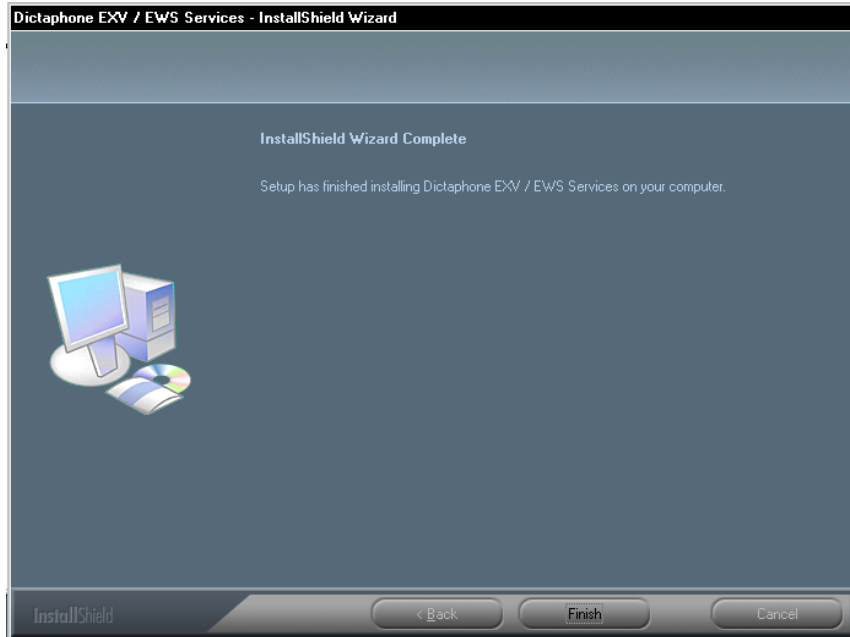 Dictaphone EXV / EWS Services - InstallShield Wizard
InstallShield Wizard Complete
Setup has finished installing Dictaphone EXV / EWS Services on your computer.
InstallShield
< Back
Finish
Cancel